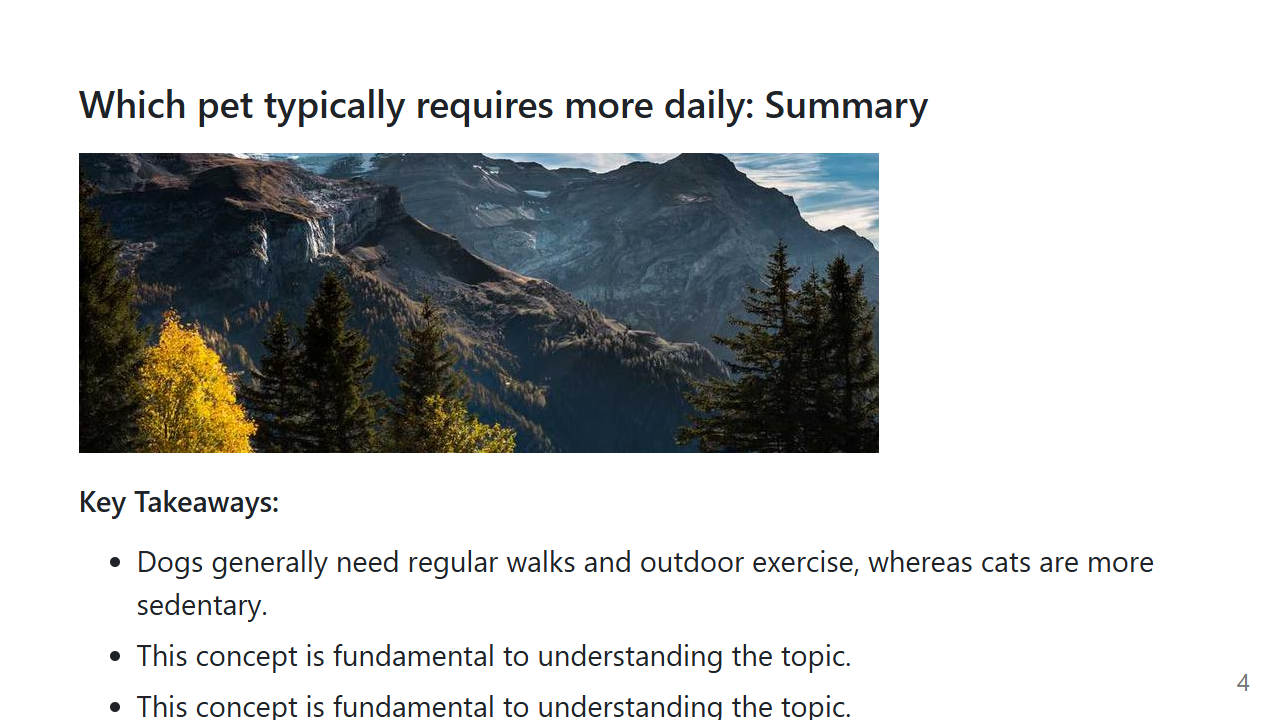 Which pet typically requires more daily: Summary
Key Takeaways:
Dogs generally need regular walks and outdoor exercise, whereas cats are more
sedentary.
This concept is fundamental to understanding the topic.
This concept is fundamental to understanding the topic.
4